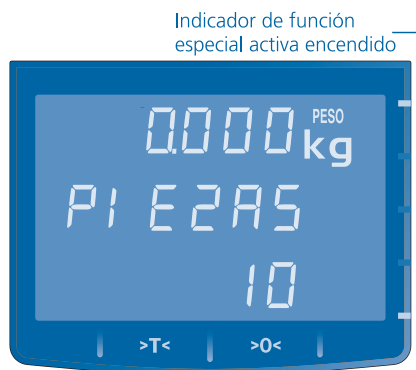 Indicador de función
especial activa encendido
0.000 PESO kg
PIEZAS
10
>T< >0<